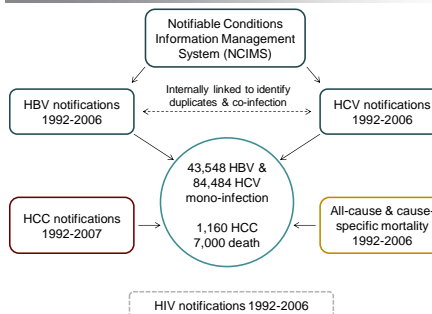 Notifiable Conditions
Information Management
System (NCIMS)
Internally linked to identify
duplicates & co-infection
HBV notifications
1992-2006
HCV notifications
1992-2006
43,548 HBV &
84,484 HCV
mono-infection
1,160 HCC
7,000 death
HCC notifications
1992-2007
All-cause & cause-
specific mortality
1992-2006
HIV notifications 1992-2006